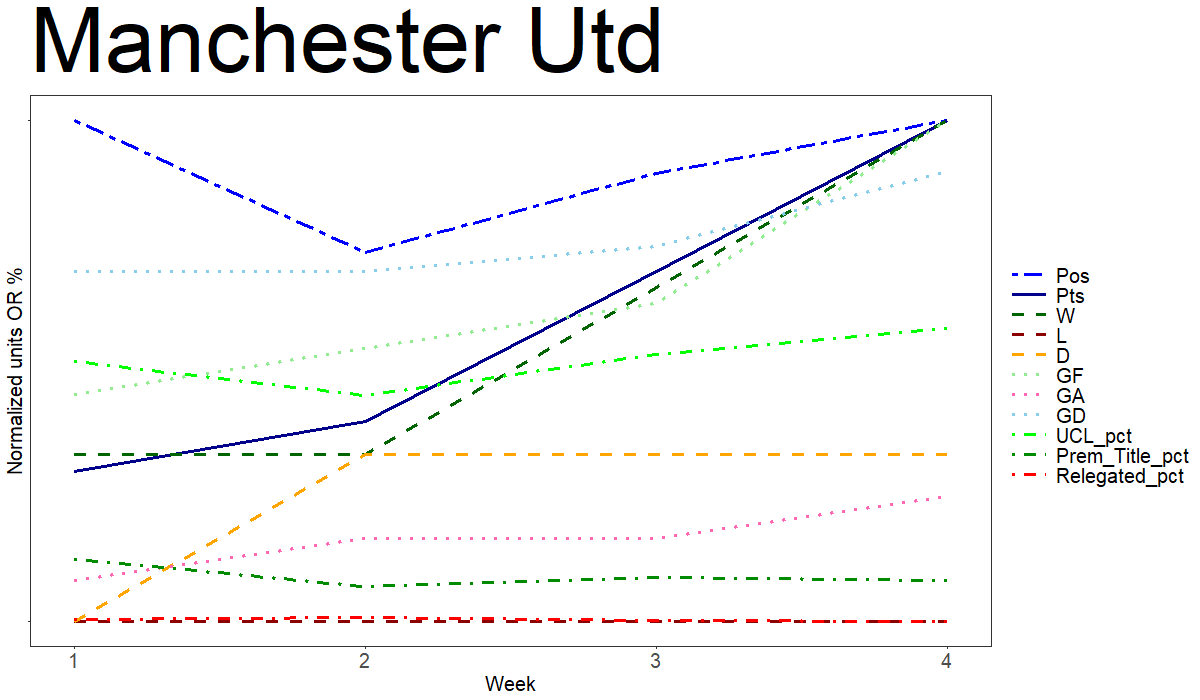 Manchester Utd
Normalized units OR %
1 2 3 4
Week
Pos
Pts
W
L
D
GF
GA
GD
UCL_pct
Prem_Title_pct
Relegated_pct